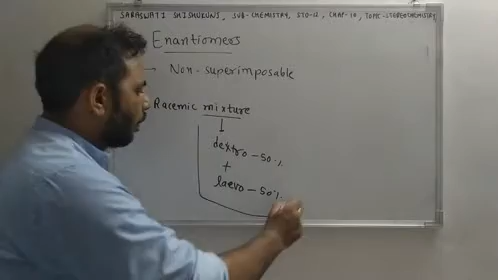 SARASWATI SHISHUKUNJ, SUB-CHEMISTRY, STD-12, CHAP-10, TOPIC-STEREOCHEMISTRY
Enantiomers
→ Non-superimposable
Racemic mixture
dextro - 50 %
+
laevo - 50 %